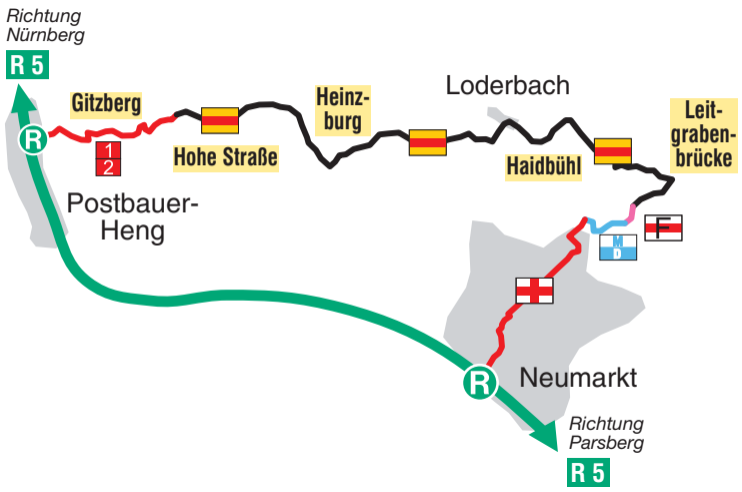 Richtung
Nürnberg
R 5
Gitzberg
R
1
2
Hohe Straße
Heinz-
burg
Loderbach
Haidbühl
Leit-
graben-
brücke
Postbauer-
Heng
M
D
F
R
Neumarkt
Richtung
Parsberg
R 5